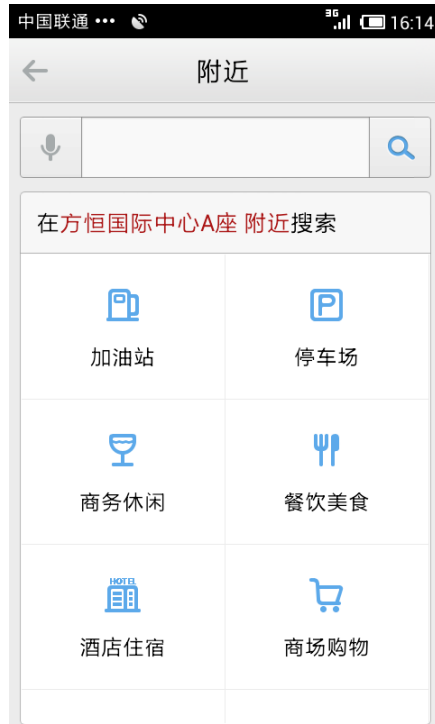 中国联通 ••• 3G 16:14
附近
在方恒国际中心A座 附近搜索
P
加油站 停车场
商务休闲 餐饮美食
HOTEL
酒店住宿 商场购物